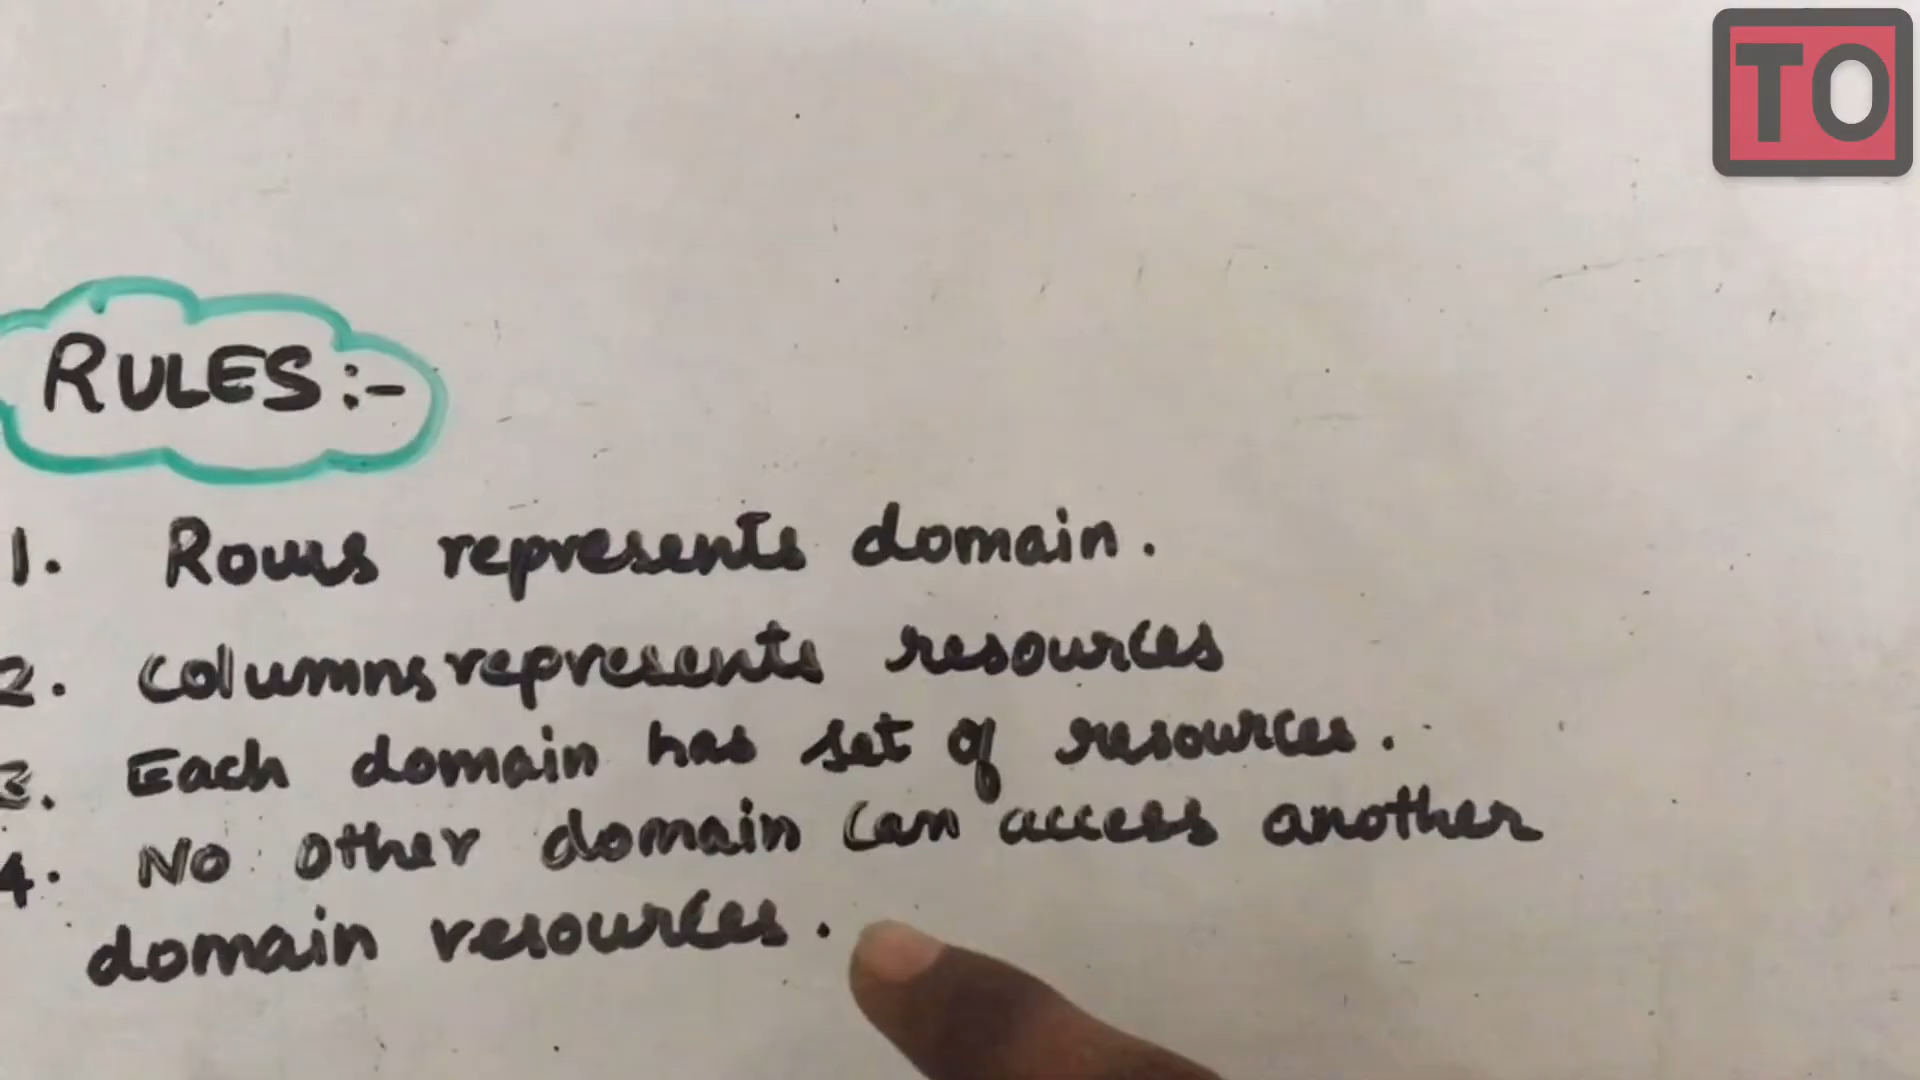 TO
RULES:-
1. Rows represents domain.
2. columns represents resources
3. Each domain has set of resources.
4. No other domain can access another
domain resources.